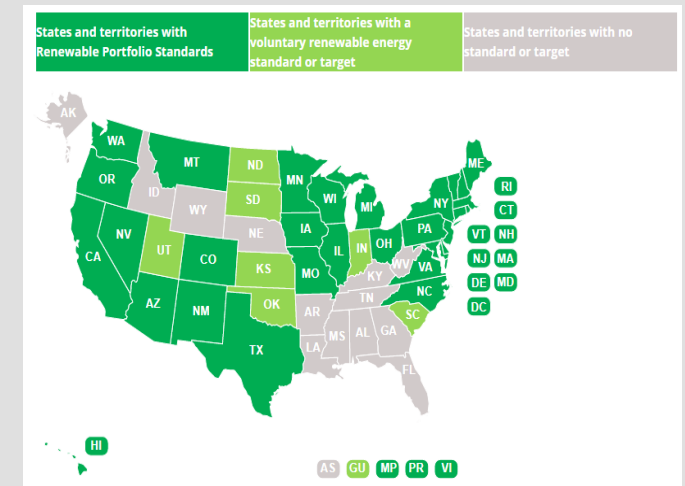 States and territories with
Renewable Portfolio Standards
States and territories with a
voluntary renewable energy
standard or target
States and territories with no
standard or target
AK
WA
MT
ND
MN
ME
OR
ID
SD
WI
MI
NY
RI
WY
CT
NV
NE
IA
PA
VT
NH
CA
UT
CO
IL
IN
OH
NJ
MA
KS
MO
KY
WV
VA
DE
MD
AZ
NM
OK
AR
TN
NC
DC
SC
TX
LA
MS
AL
GA
FL
HI
AS
GU
MP
PR
VI